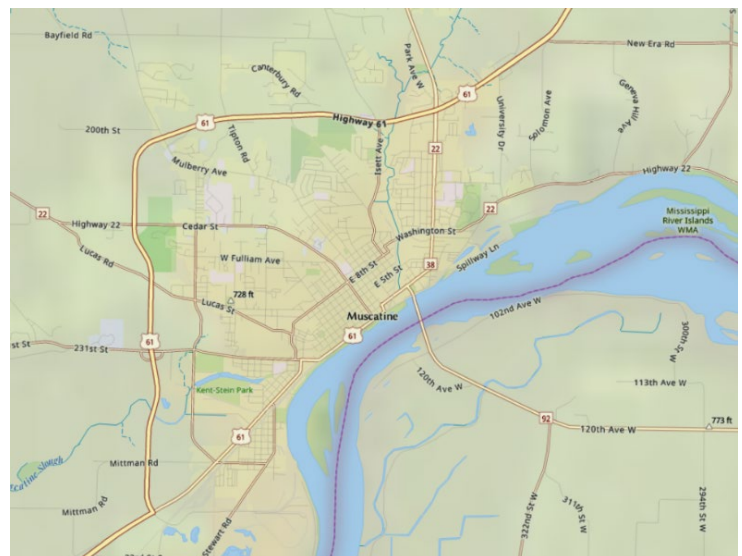 Bayfield Rd
61
Park Ave W
New Era Rd
Canterbury Rd
61
Geneva Hill Ave
Solomon Ave
University Dr
Highway 61
61
200th St
Tipton Rd
Isett Ave
22
Mulberry Ave
Highway 22
22
22
Highway 22
Cedar St
Washington St
Mississippi
River Islands
WMA
Lucas Rd
W Fulliam Ave
E 8th St
E 5th St
38
Spillway Ln
728 ft
Lucas St
Muscatine
102nd Ave W
61
61
231st St
300th St W
Kent-Stein Park
120th Ave W
113th Ave W
92
120th Ave W
773 ft
61
Mittman Rd
Mittman Rd
Stewart Rd
322nd St W
311th St W
294th St W